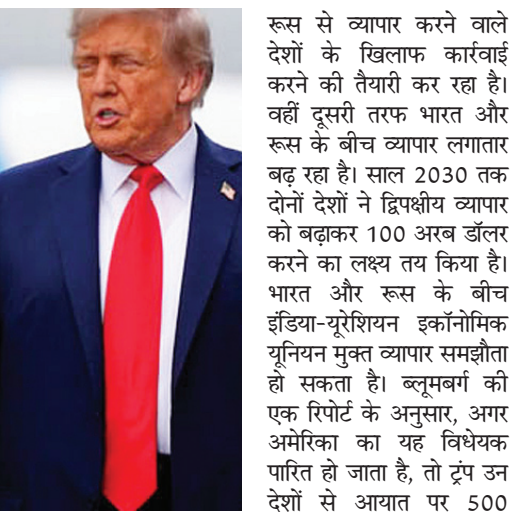 रूस से व्यापार करने वाले
देशों के खिलाफ कार्रवाई
करने की तैयारी कर रहा है।
वहीं दूसरी तरफ भारत और
रूस के बीच व्यापार लगातार
बढ़ रहा है। साल 2030 तक
दोनों देशों ने द्विपक्षीय व्यापार
को बढ़ाकर 100 अरब डॉलर
करने का लक्ष्य तय किया है।
भारत और रूस के बीच
इंडिया-यूरेशियन इकॉनोमिक
यूनियन मुक्त व्यापार समझौता
हो सकता है। ब्लूमबर्ग की
एक रिपोर्ट के अनुसार, अगर
अमेरिका का यह विधेयक
पारित हो जाता है, तो ट्रंप उन
देशों से आयात पर 500